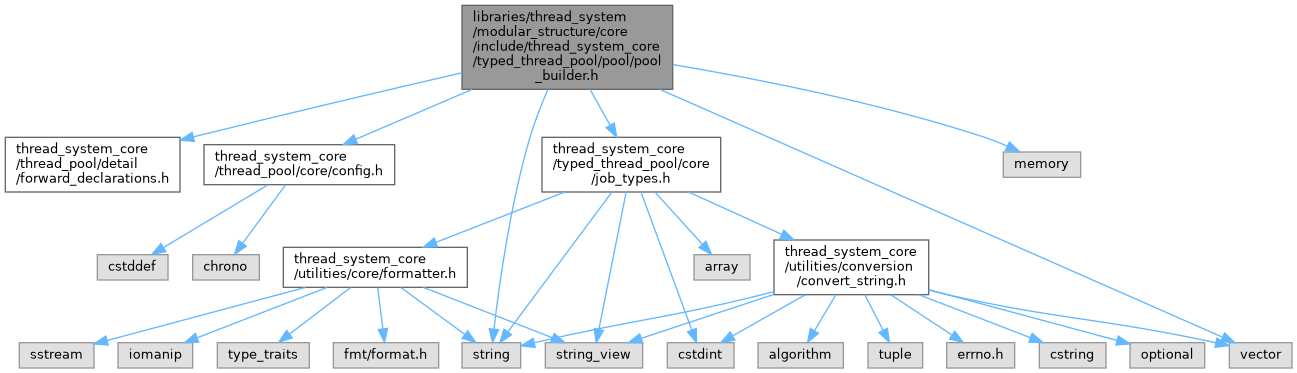 libraries/thread_system
/modular_structure/core
/include/thread_system_core
/typed_thread_pool/pool/pool
_builder.h
thread_system_core
/thread_pool/detail
/forward_declarations.h
thread_system_core
/thread_pool/core/config.h
thread_system_core
/typed_thread_pool/core
/job_types.h
memory
cstddef
chrono
thread_system_core
/utilities/core/formatter.h
array
thread_system_core
/utilities/conversion
/convert_string.h
sstream
iomanip
type_traits
fmt/format.h
string
string_view
cstdint
algorithm
tuple
errno.h
cstring
optional
vector